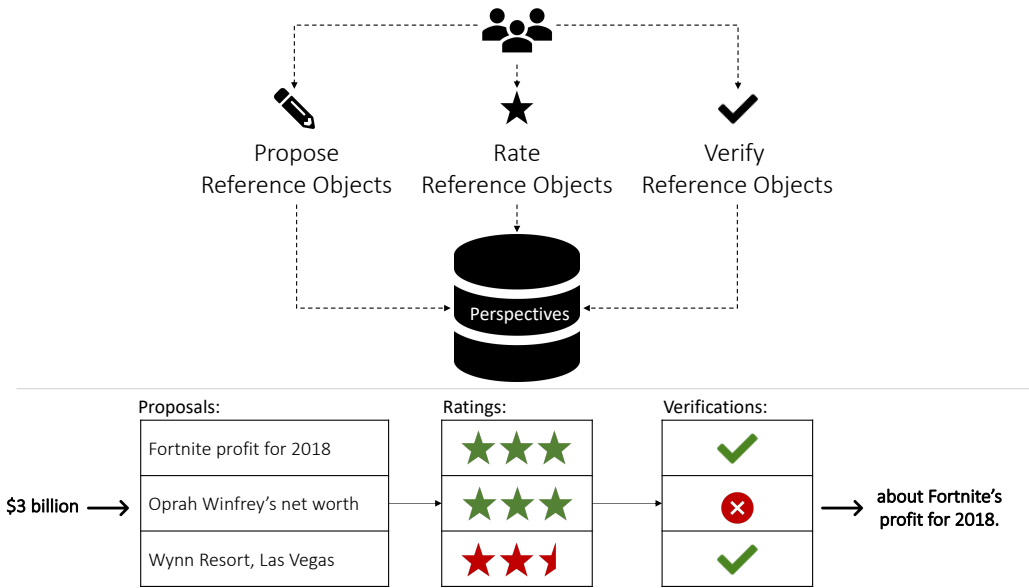 Propose
Reference Objects
Rate
Reference Objects
Verify
Reference Objects
Perspectives
Proposals:
Ratings:
Verifications:
Fortnite profit for 2018
$3 billion
Oprah Winfrey's net worth
about Fortnite's
profit for 2018.
Wynn Resort, Las Vegas